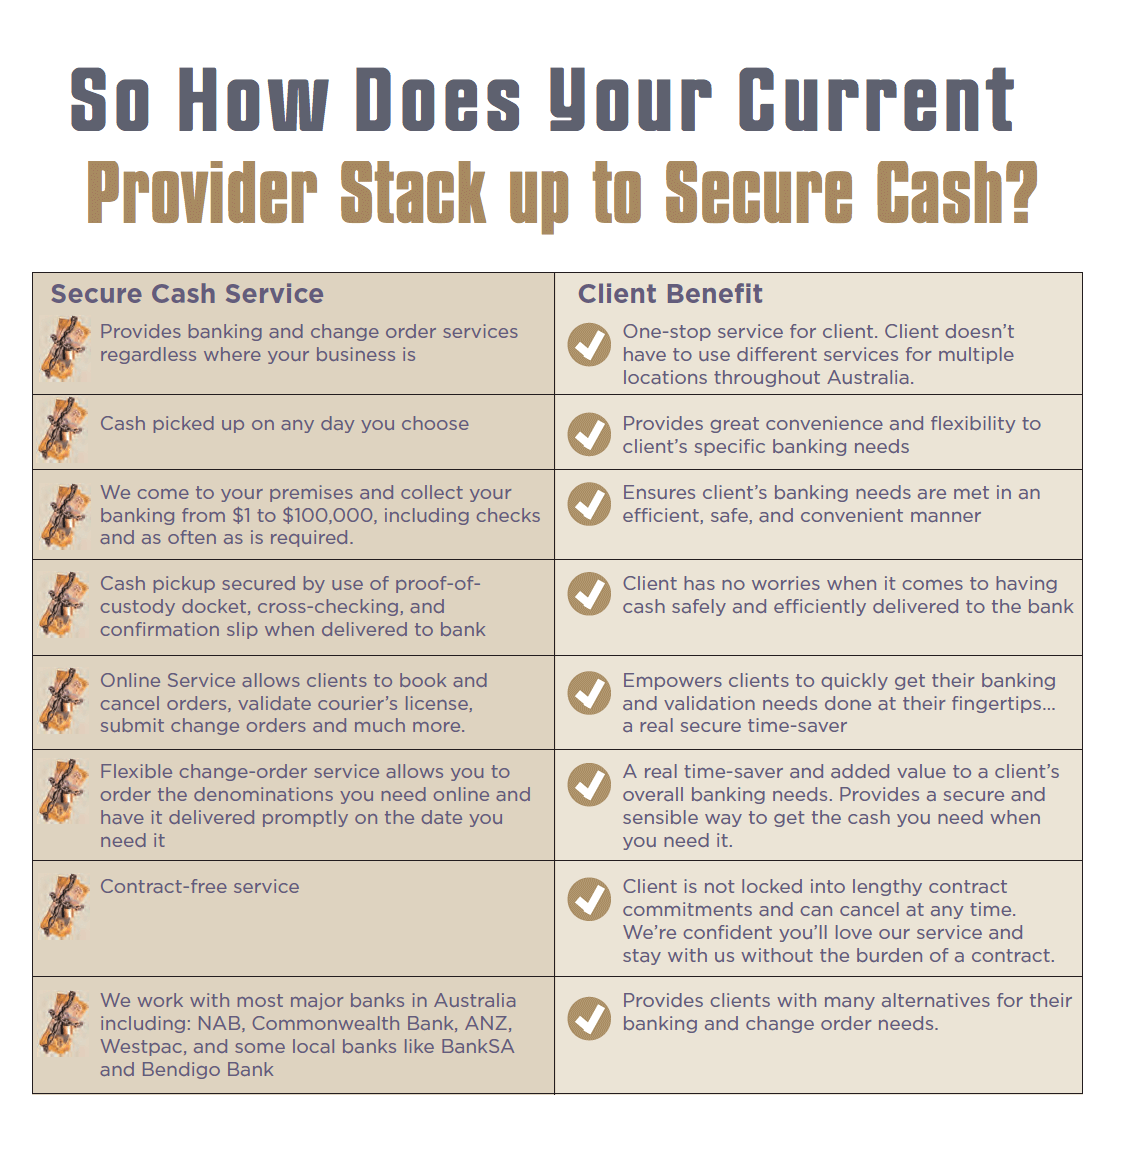 So How Does Your Current
Provider Stack up to Secure Cash?
Secure Cash Service
Client Benefit
Provides banking and change order services
regardless where your business is
One-stop service for client. Client doesn't
have to use different services for multiple
locations throughout Australia.
Cash picked up on any day you choose
Provides great convenience and flexibility to
client's specific banking needs
We come to your premises and collect your
banking from $1 to $100,000, including checks
and as often as is required.
Ensures client's banking needs are met in an
efficient, safe, and convenient manner
Cash pickup secured by use of proof-of-
custody docket, cross-checking, and
confirmation slip when delivered to bank
Client has no worries when it comes to having
cash safely and efficiently delivered to the bank
Online Service allows clients to book and
cancel orders, validate courier's license,
submit change orders and much more.
Empowers clients to quickly get their banking
and validation needs done at their fingertips...
a real secure time-saver
Flexible change-order service allows you to
order the denominations you need online and
have it delivered promptly on the date you
need it
A real time-saver and added value to a client's
overall banking needs. Provides a secure and
sensible way to get the cash you need when
you need it.
Contract-free service
Client is not locked into lengthy contract
commitments and can cancel at any time.
We're confident you'll love our service and
stay with us without the burden of a contract.
We work with most major banks in Australia
including: NAB, Commonwealth Bank, ANZ,
Westpac, and some local banks like BankSA
and Bendigo Bank
Provides clients with many alternatives for their
banking and change order needs.